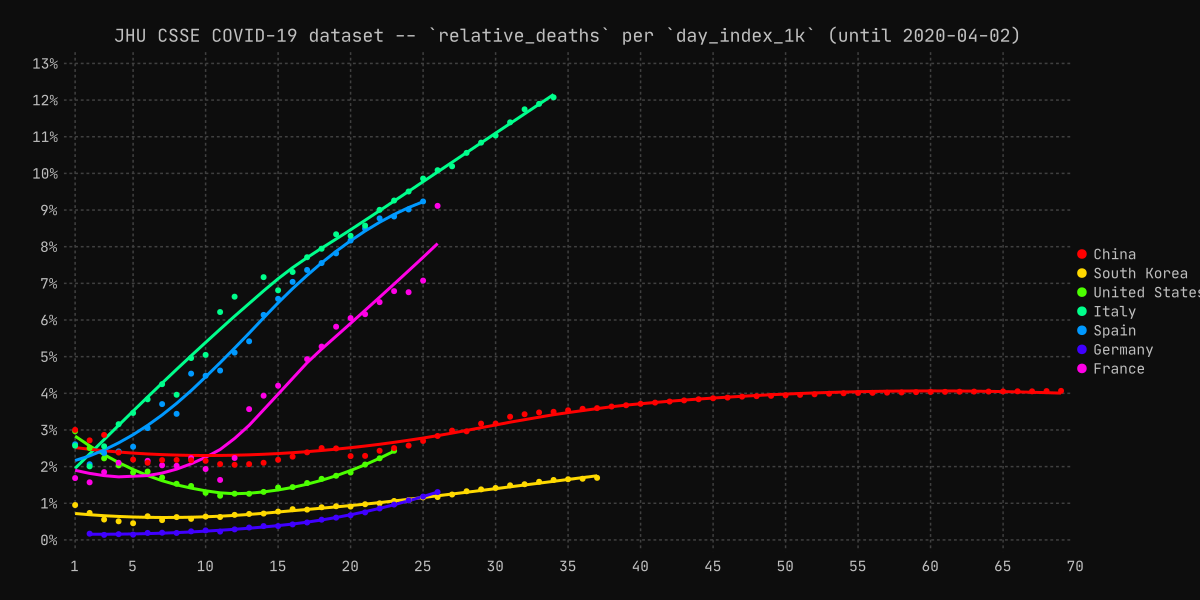 JHU CSSE COVID-19 dataset -- `relative_deaths` per `day_index_1k` (until 2020-04-02)
13%
12%
11%
10%
9%
8%
7%
6%
5%
4%
3%
2%
1%
0%
1 5 10 15 20 25 30 35 40 45 50 55 60 65 70
China
South Korea
United States
Italy
Spain
Germany
France